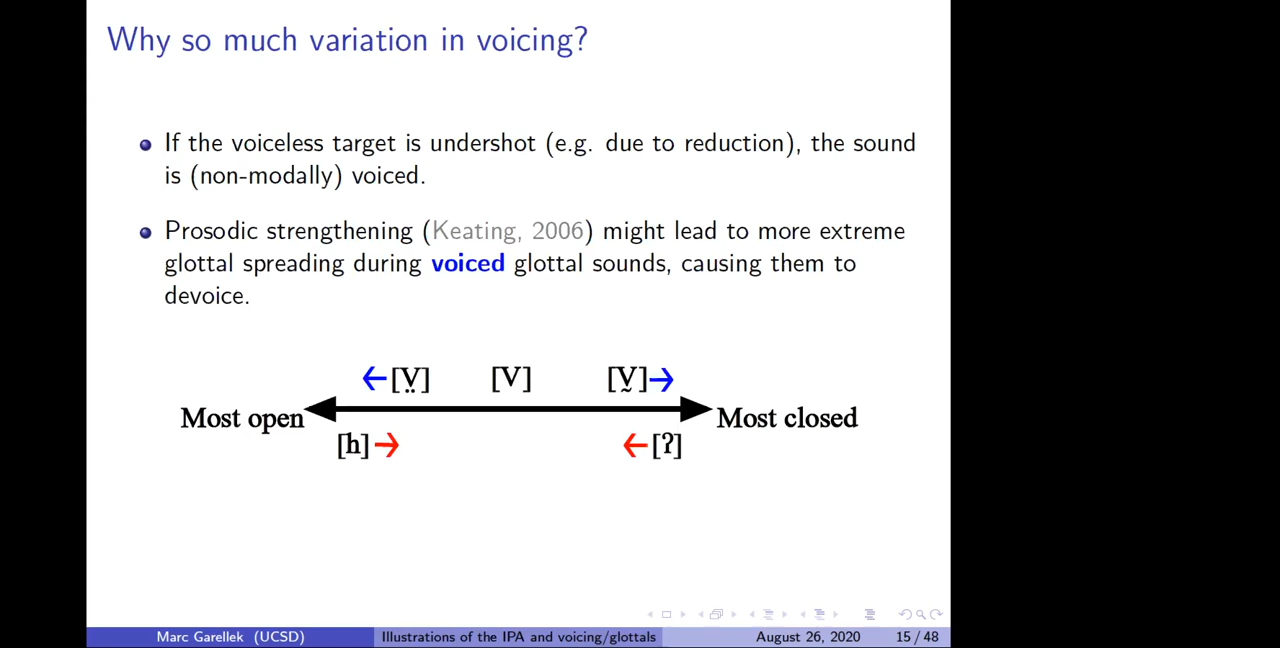 Why so much variation in voicing?
If the voiceless target is undershot (e.g. due to reduction), the sound
is (non-modally) voiced.
Prosodic strengthening (Keating, 2006) might lead to more extreme
glottal spreading during voiced glottal sounds, causing them to
devoice.
←[V̤] [V] [V̰]→
Most open Most closed
[h]→ ←[ʔ]
Marc Garellek (UCSD) Illustrations of the IPA and voicing/glottals August 26, 2020 15 / 48